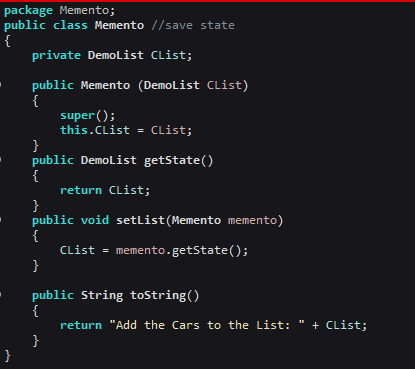 package Memento;
public class Memento //save state
{
    private DemoList CList;

    public Memento (DemoList CList)
    {
        super();
        this.CList = CList;
    }
    public DemoList getState()
    {
        return CList;
    }
    public void setList(Memento memento)
    {
        CList = memento.getState();
    }

    public String toString()
    {
        return "Add the Cars to the List: " + CList;
    }
}